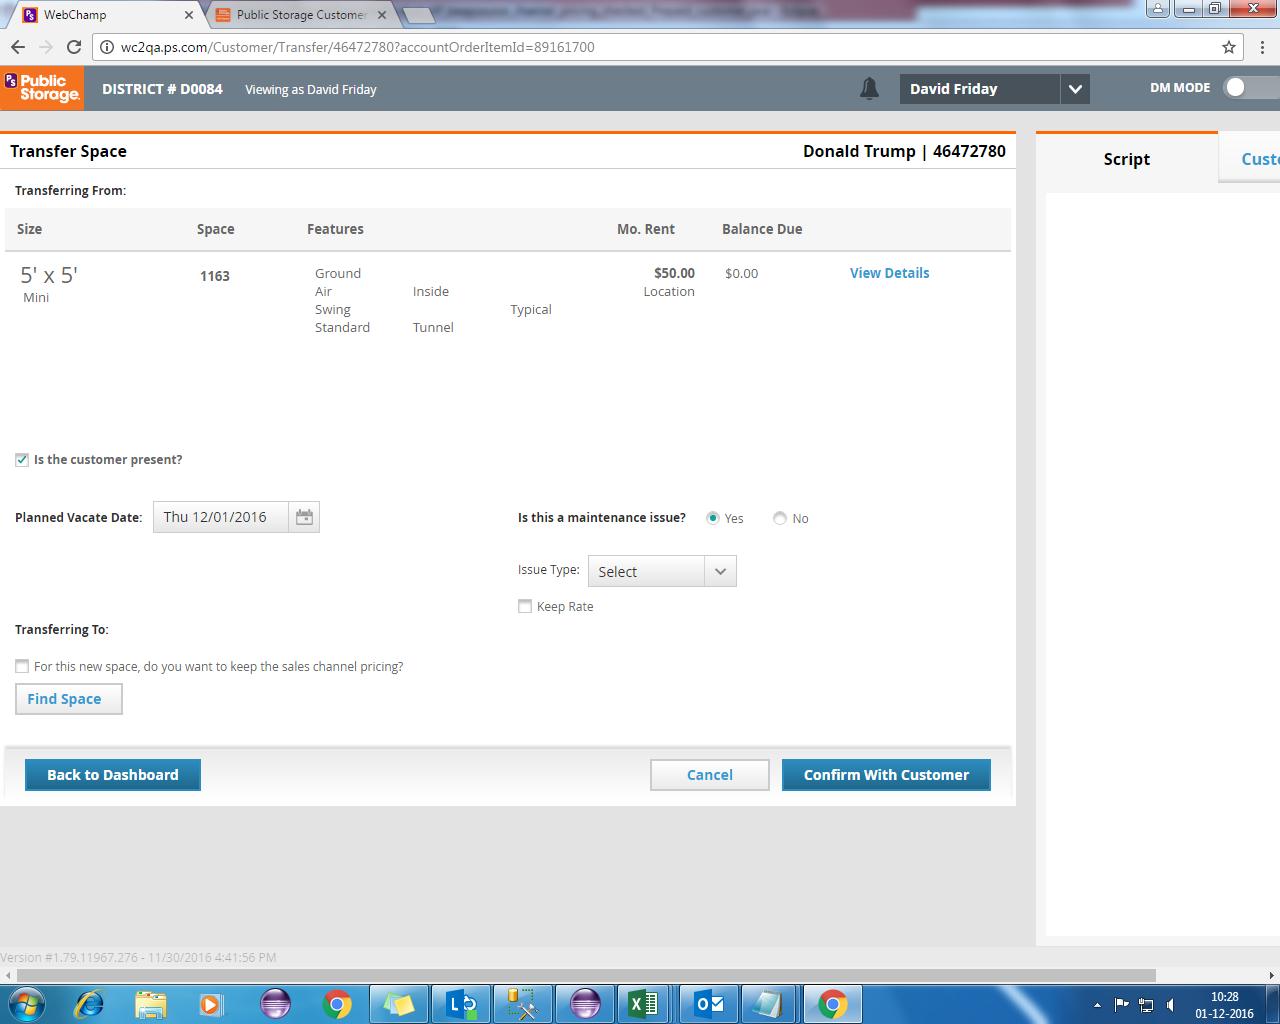 WebChamp
Public Storage Customer
wc2qa.ps.com/Customer/Transfer/46472780?accountOrderItemId=89161700
PS Public Storage.
DISTRICT # D0084
Viewing as David Friday
David Friday
DM MODE
Transfer Space
Donald Trump | 46472780
Script
Custo
Transferring From:
Size Space Features Mo. Rent Balance Due
5' x 5' 1163 Ground $50.00 $0.00 View Details
Mini Air Inside Location
Swing Typical
Standard Tunnel
Is the customer present?
Planned Vacate Date: Thu 12/01/2016
Is this a maintenance issue? Yes No
Issue Type: Select
Keep Rate
Transferring To:
For this new space, do you want to keep the sales channel pricing?
Find Space
Back to Dashboard
Cancel
Confirm With Customer
Version #1.79.11967.276 - 11/30/2016 4:41:56 PM
10:28
01-12-2016